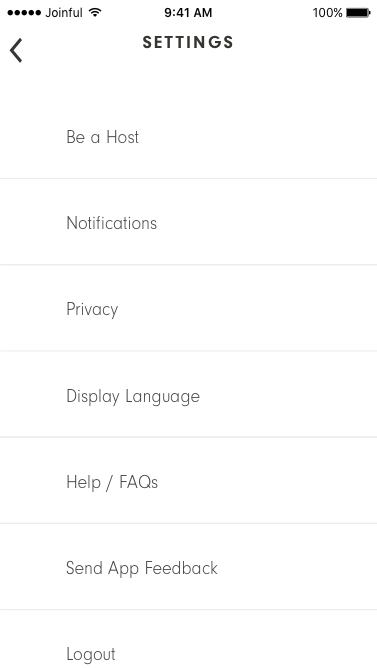 Joinful 9:41 AM 100%
SETTINGS
Be a Host
Notifications
Privacy
Display Language
Help / FAQs
Send App Feedback
Logout